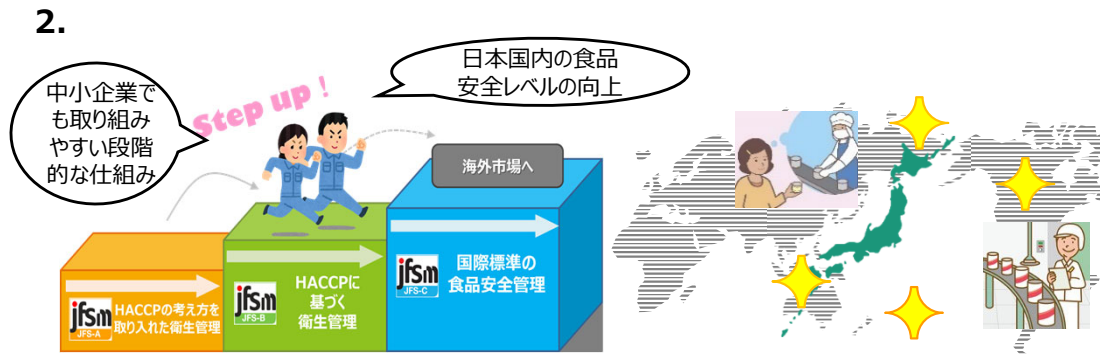 2.
中小企業で
も取り組み
やすい段階
的な仕組み
Step up！
日本国内の食品
安全レベルの向上
海外市場へ
jfsm
JFS-A
HACCPの考え方を
取り入れた衛生管理
jfsm
JFS-B
HACCPに
基づく
衛生管理
jfsm
JFS-C
国際標準の
食品安全管理